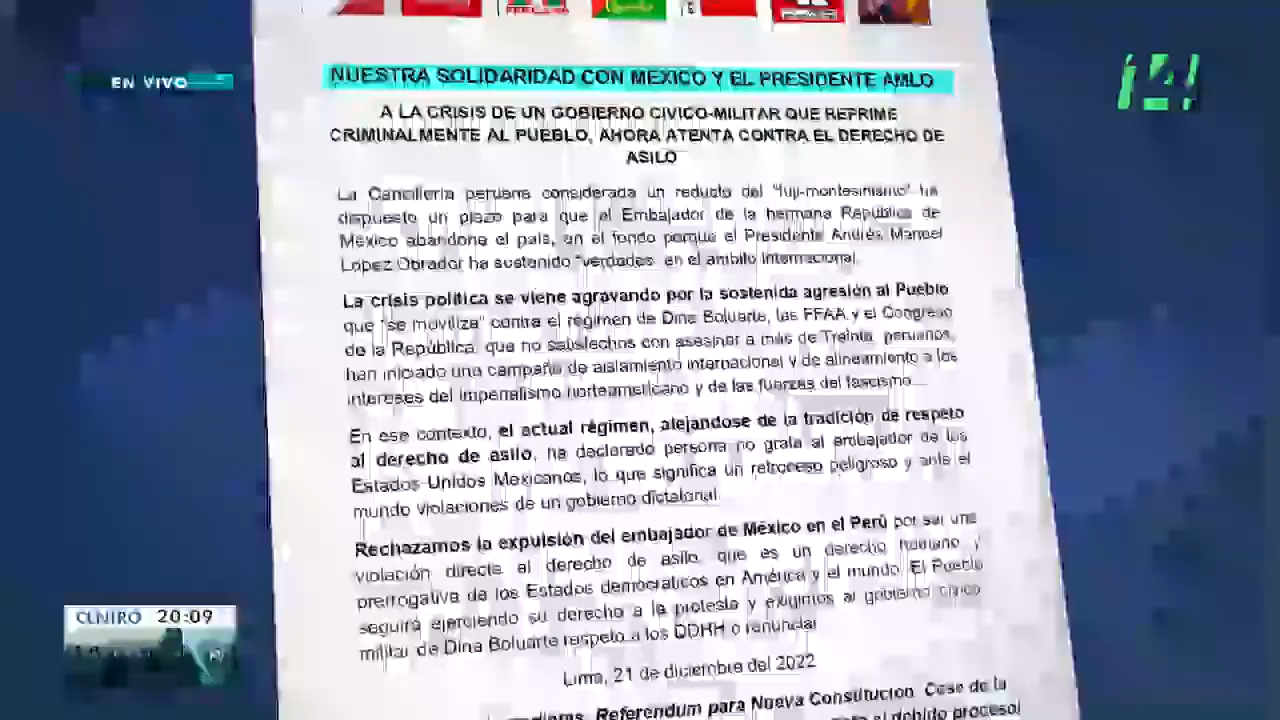 EN VIVO
NUESTRA SOLIDARIDAD CON MEXICO Y EL PRESIDENTE AMLO
A LA CRISIS DE UN GOBIERNO CIVICO-MILITAR QUE REPRIME
CRIMINALMENTE AL PUEBLO, AHORA ATENTA CONTRA EL DERECHO DE
ASILO
La Cancillería peruana considerada un reducto del "fuji-montesinismo" ha
dispuesto un plazo para que el Embajador de la hermana República de
México abandone el país, en el fondo porque el Presidente Andrés Manuel
López Obrador ha sostenido "verdades" en el ámbito internacional.
La crisis política se viene agravando por la sostenida agresión al Pueblo
que "se moviliza" contra el régimen de Dina Boluarte, las FFAA y el Congreso
de la República, que no satisfechos con asesinar a más de Treinta peruanos,
han iniciado una campaña de aislamiento internacional y de alineamiento a los
intereses del imperialismo norteamericano y de las fuerzas del fascismo.
En ese contexto, el actual régimen, alejandose de la tradición de respeto
al derecho de asilo, ha declarado persona no grata al embajador de los
Estados Unidos Mexicanos, lo que significa un retroceso peligroso y ante el
mundo violaciones de un gobierno dictatorial.
Rechazamos la expulsión del embajador de México en el Perú por ser una
violación directa al derecho de asilo, que es un derecho humano y
prerrogativa de los Estados democráticos en América y el mundo. El Pueblo
seguirá ejerciendo su derecho a la protesta y exigimos al gobierno cívico
militar de Dina Boluarte respeto a los DDHH o renuncia!
Lima, 21 de diciembre del 2022
Referendum para Nueva Constitucion. Cese de la
al debido proceso!
CENTRO 20:09